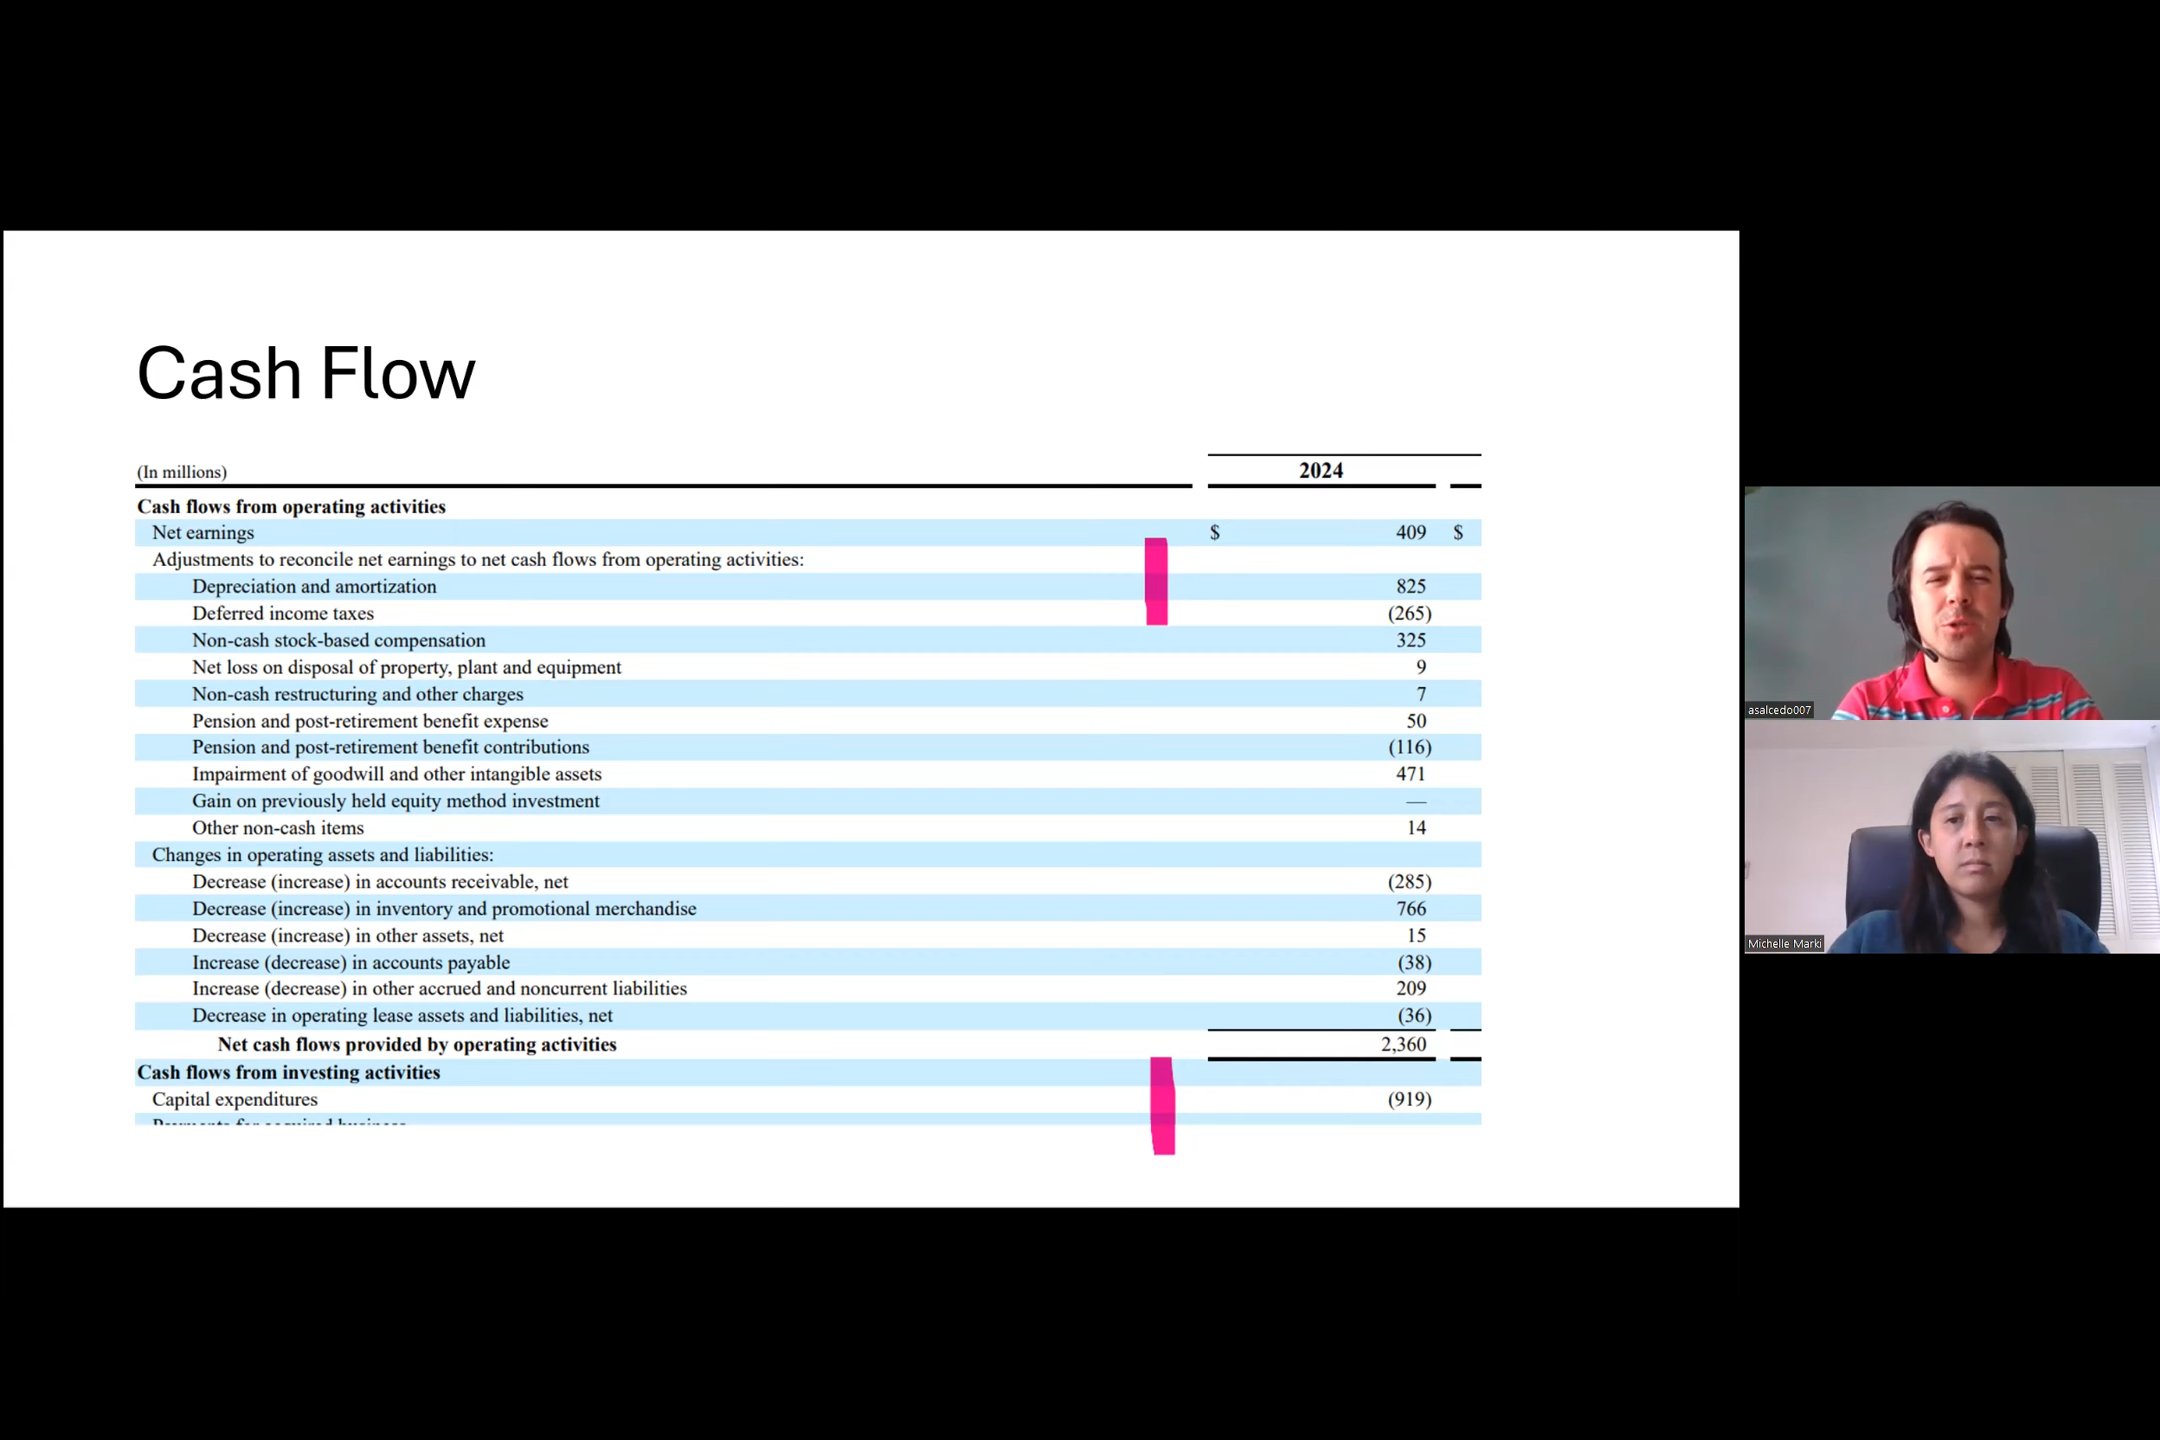 Cash Flow
(In millions) 2024
Cash flows from operating activities
Net earnings $ 409 $
Adjustments to reconcile net earnings to net cash flows from operating activities:
Depreciation and amortization 825
Deferred income taxes (265)
Non-cash stock-based compensation 325
Net loss on disposal of property, plant and equipment 9
Non-cash restructuring and other charges 7
Pension and post-retirement benefit expense 50
Pension and post-retirement benefit contributions (116)
Impairment of goodwill and other intangible assets 471
Gain on previously held equity method investment —
Other non-cash items 14
Changes in operating assets and liabilities:
Decrease (increase) in accounts receivable, net (285)
Decrease (increase) in inventory and promotional merchandise 766
Decrease (increase) in other assets, net 15
Increase (decrease) in accounts payable (38)
Increase (decrease) in other accrued and noncurrent liabilities 209
Decrease in operating lease assets and liabilities, net (36)
Net cash flows provided by operating activities 2,360
Cash flows from investing activities
Capital expenditures (919)
asalcedo007
Michelle Marki